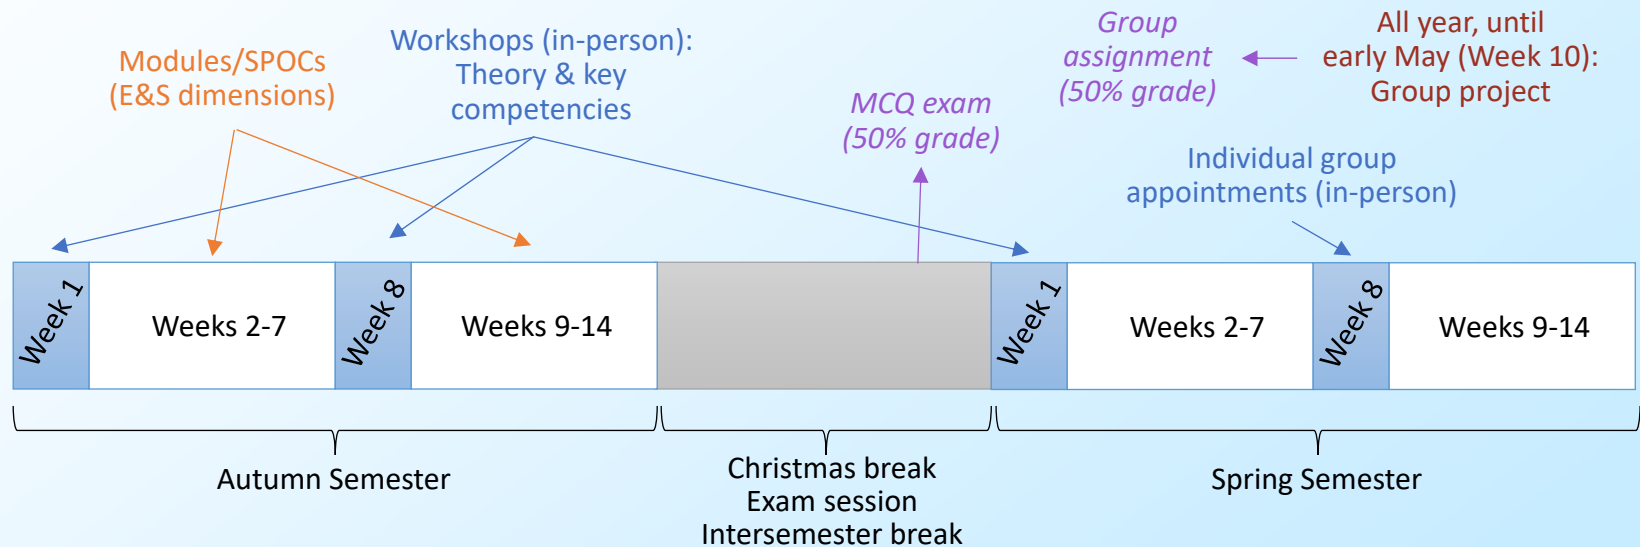 Modules/SPOCs
(E&S dimensions)
Workshops (in-person):
Theory & key
competencies
MCQ exam
(50% grade)
Group
assignment
(50% grade)
All year, until
early May (Week 10):
Group project
Individual group
appointments (in-person)
Week 1
Weeks 2-7
Week 8
Weeks 9-14
Week 1
Weeks 2-7
Week 8
Weeks 9-14
Autumn Semester
Christmas break
Exam session
Intersemester break
Spring Semester